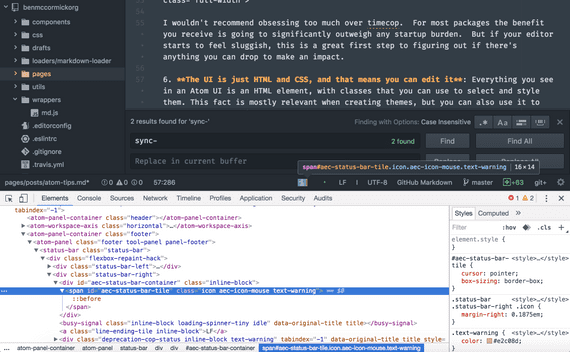 benmccormickorg
components
css
drafts
loaders/markdown-loader
pages
utils
wrappers
md.js
.editorconfig
.eslintrc
.gitignore
.travis.yml
class="full-width">
I wouldn't recommend obsessing too much over timecop. For most packages the benefit
you receive is going to significantly outweigh any startup burden. But if your editor
starts to feel sluggish, this is a great first step to figuring out if there's
anything you can drop to make an impact.
6. **The UI is just HTML and CSS, and that means you can edit it**: Everything you see
in an Atom UI is an HTML element, with classes that you can use to select and style
them. This fact is mostly relevant when creating themes, but you can also use it to
2 results found for 'sync-'
Finding with Options: Case Insensitive
.*
Aa
sync-
2 found
Find
Find All
Replace in current buffer
span#aec-status-bar-tile.icon.aec-icon-mouse.text-warning | 16×14
pages/posts/atom-tips.md*
0
0
0
57:286
LF
UTF-8
GitHub Markdown
master
+83
git+
Elements
Console
Sources
Network
Timeline
Profiles
Application
Security
Audits
1
2
tabindex="-1">
<atom-panel-container class="header"></atom-panel-container>
<atom-workspace-axis class="horizontal">…</atom-workspace-axis>
<atom-panel-container class="footer">
<atom-panel class="footer tool-panel panel-footer">
<status-bar class="status-bar">
<div class="flexbox-repaint-hack">
<div class="status-bar-left">…</div>
<div class="status-bar-right">
<div id="aec-status-bar-container" class="inline-block">
<span id="aec-status-bar-tile" class="icon aec-icon-mouse text-warning"> == $0
::before
</span>
</div>
<busy-signal class="inline-block loading-spinner-tiny idle" data-original-title title></busy-signal>
<a class="line-ending-tile inline-block">LF</a>
<div class="deprecation-cop-status inline-block text-warning" tabindex="-1" data-original-title title style=
...
atom-panel-container
atom-panel
status-bar
div
div
#aec-status-bar-container
span#aec-status-bar-tile.icon.aec-icon-mouse.text-warning
Styles
Computed
Filter
:hov
.cls
+
element.style {
}
#aec-status-bar-
<style>…</style>
tile {
cursor: pointer;
box-sizing: border-box;
}
.status-bar
<style>…</style>
.status-bar-right .icon {
margin-right: 0.1875em;
}
.text-warning {
<style>…</style>
color: #e2c08d;